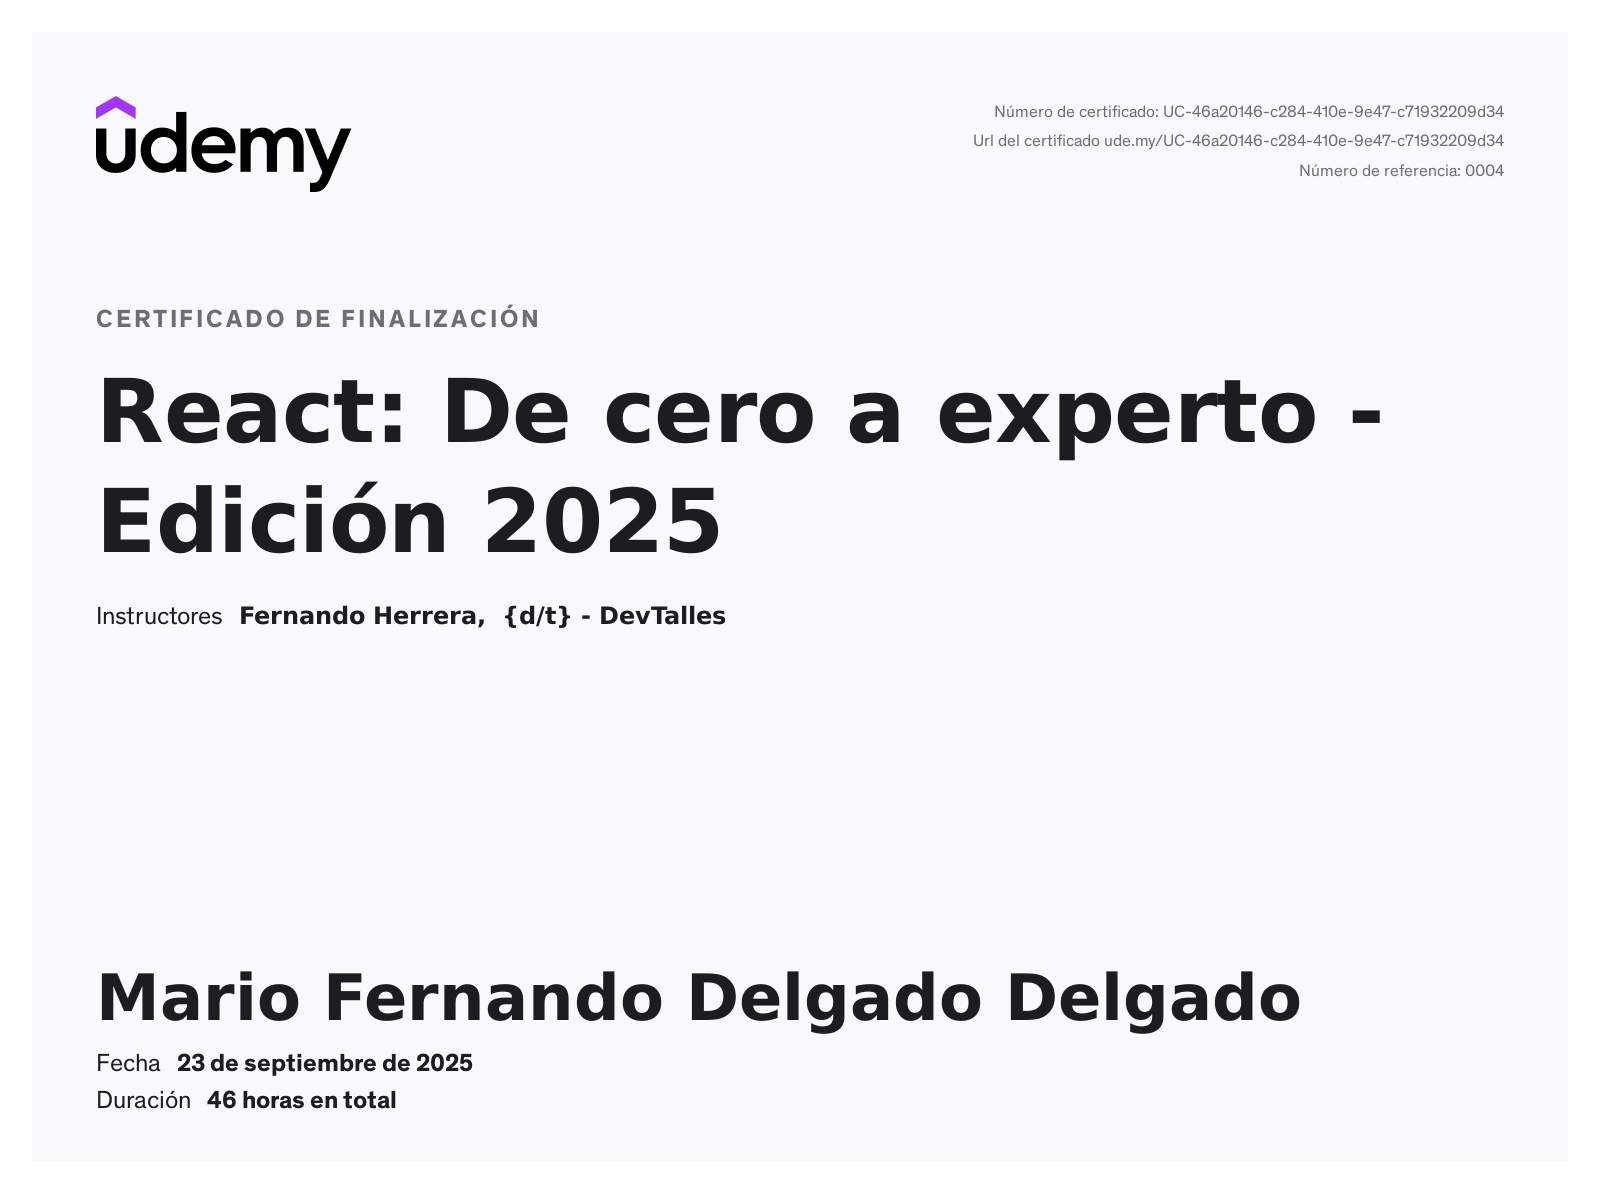 udemy
Número de certificado: UC-46a20146-c284-410e-9e47-c71932209d34
Url del certificado ude.my/UC-46a20146-c284-410e-9e47-c71932209d34
Número de referencia: 0004
CERTIFICADO DE FINALIZACIÓN
React: De cero a experto -
Edición 2025
Instructores Fernando Herrera, {d/t} - DevTalles
Mario Fernando Delgado Delgado
Fecha 23 de septiembre de 2025
Duración 46 horas en total